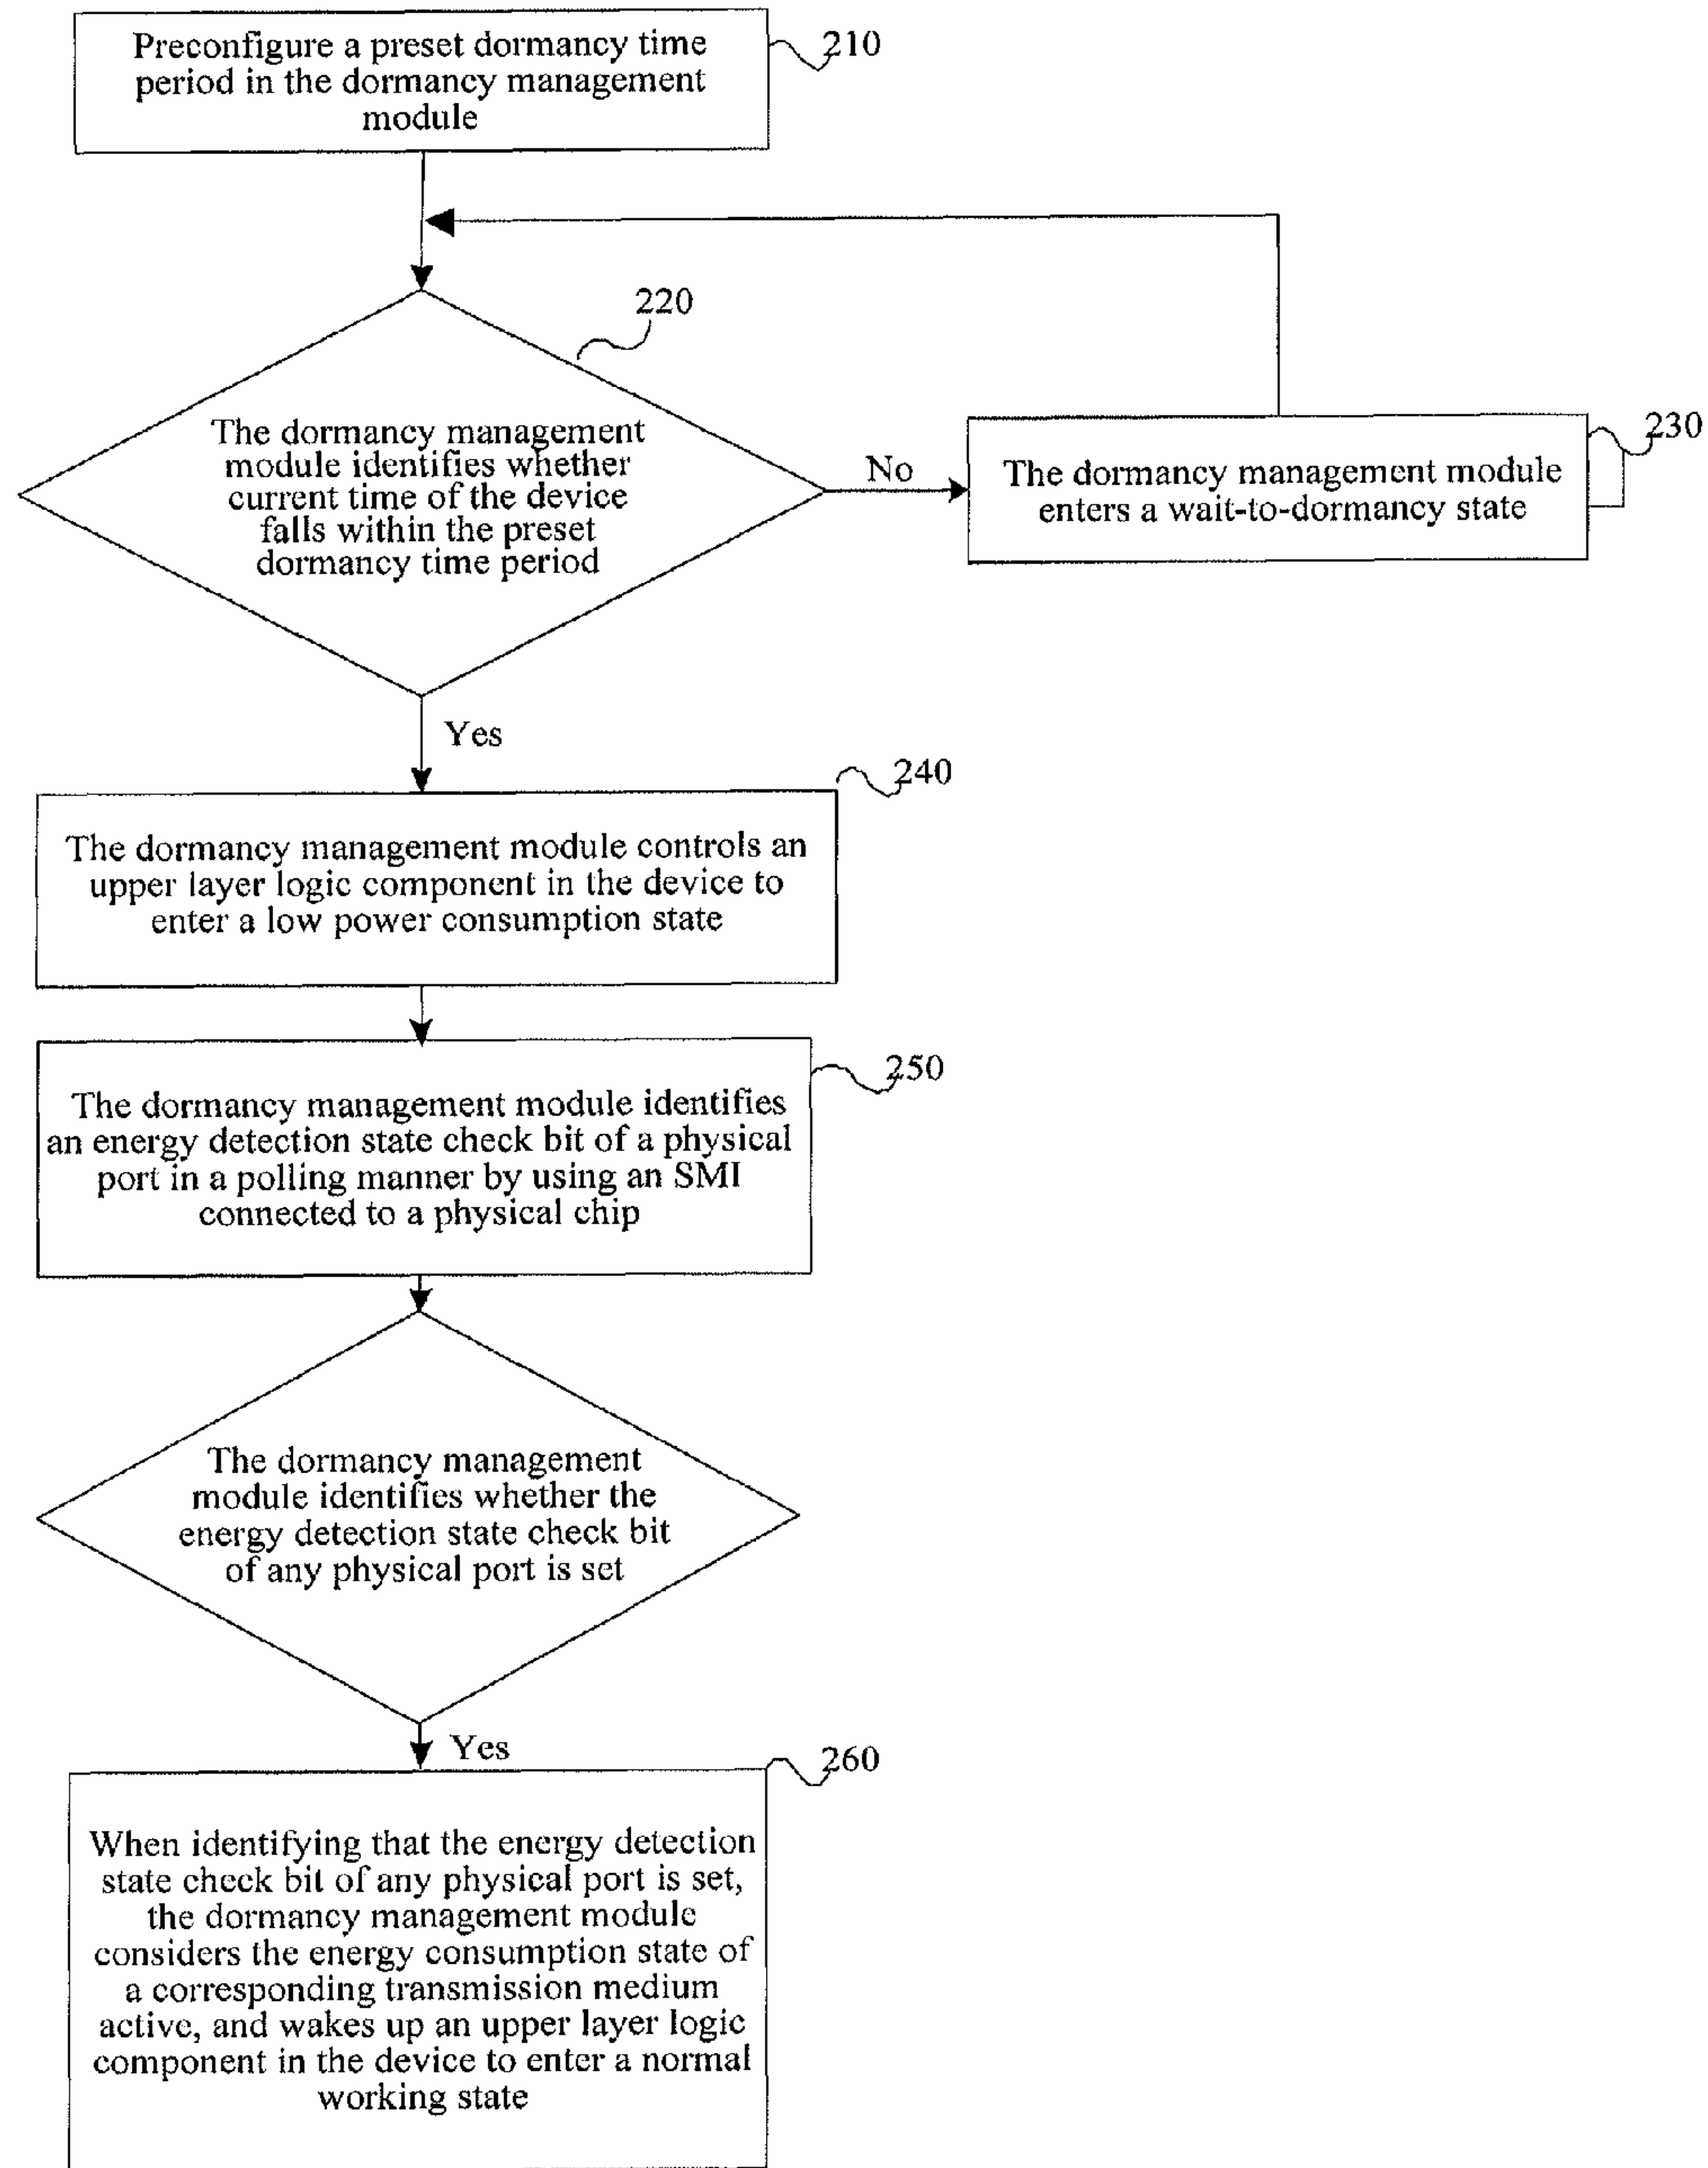 Preconfigure a preset dormancy time
period in the dormancy management
module
210
220
The dormancy management
module identifies whether
current time of the device
falls within the preset
dormancy time period
No
230
The dormancy management module
enters a wait-to-dormancy state
Yes
240
The dormancy management module controls an
upper layer logic component in the device to
enter a low power consumption state
250
The dormancy management module identifies
an energy detection state check bit of a physical
port in a polling manner by using an SMI
connected to a physical chip
The dormancy management
module identifies whether the
energy detection state check bit
of any physical port is set
Yes
260
When identifying that the energy detection
state check bit of any physical port is set,
the dormancy management module
considers the energy consumption state of
a corresponding transmission medium
active, and wakes up an upper layer logic
component in the device to enter a normal
working state